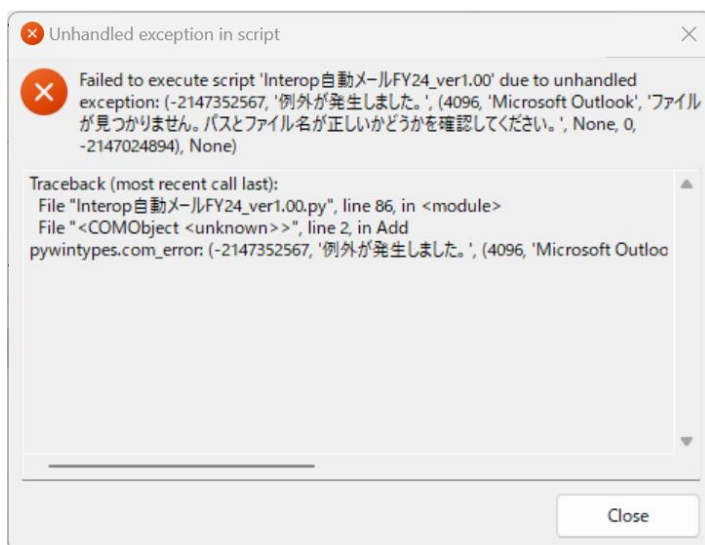 Unhandled exception in script
Failed to execute script 'Interop自動メールFY24_ver1.00' due to unhandled
exception: (-2147352567, '例外が発生しました。', (4096, 'Microsoft Outlook', 'ファイル
が見つかりません。パスとファイル名が正しいかどうかを確認してください。', None, 0,
-2147024894), None)
Traceback (most recent call last):
File "Interop自動メールFY24_ver1.00.py", line 86, in <module>
File "<COMObject <unknown>>", line 2, in Add
pywintypes.com_error: (-2147352567, '例外が発生しました。', (4096, 'Microsoft Outloo
Close